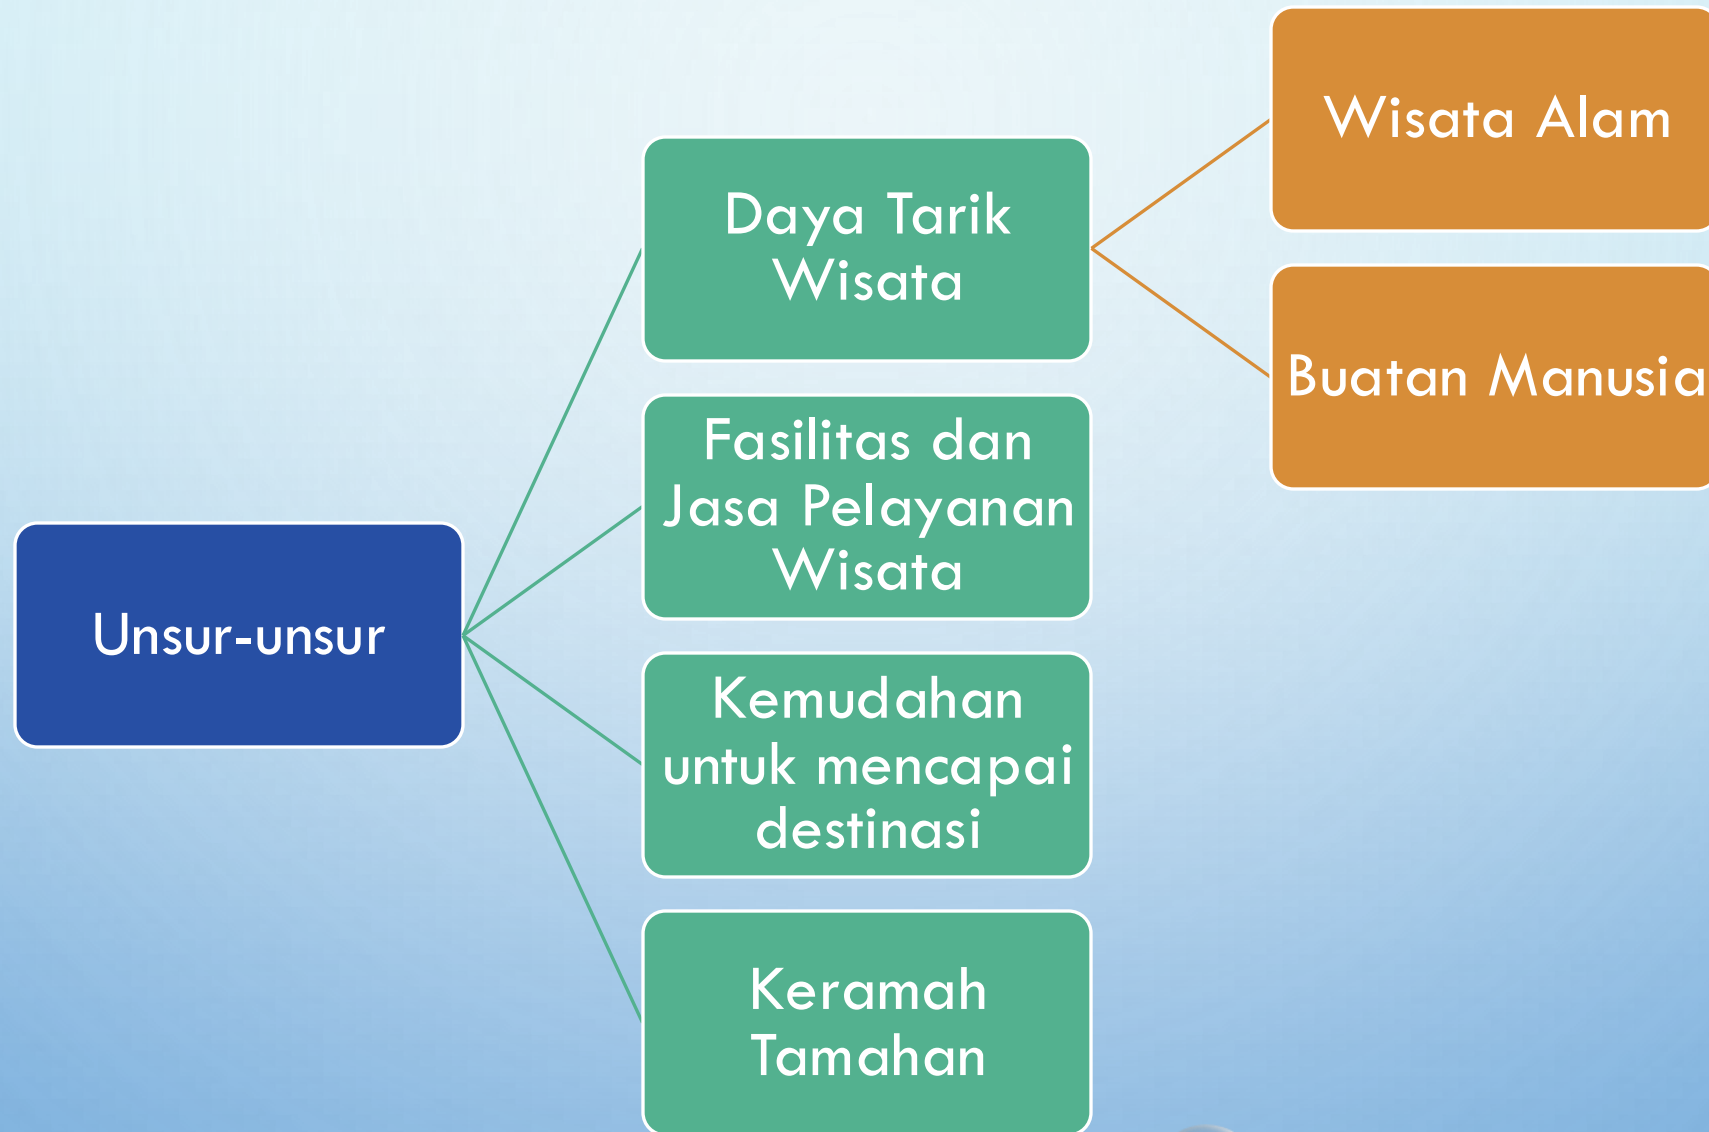 Unsur-unsur
Daya Tarik
Wisata
Wisata Alam
Buatan Manusia
Fasilitas dan
Jasa Pelayanan
Wisata
Kemudahan
untuk mencapai
destinasi
Keramah
Tamahan